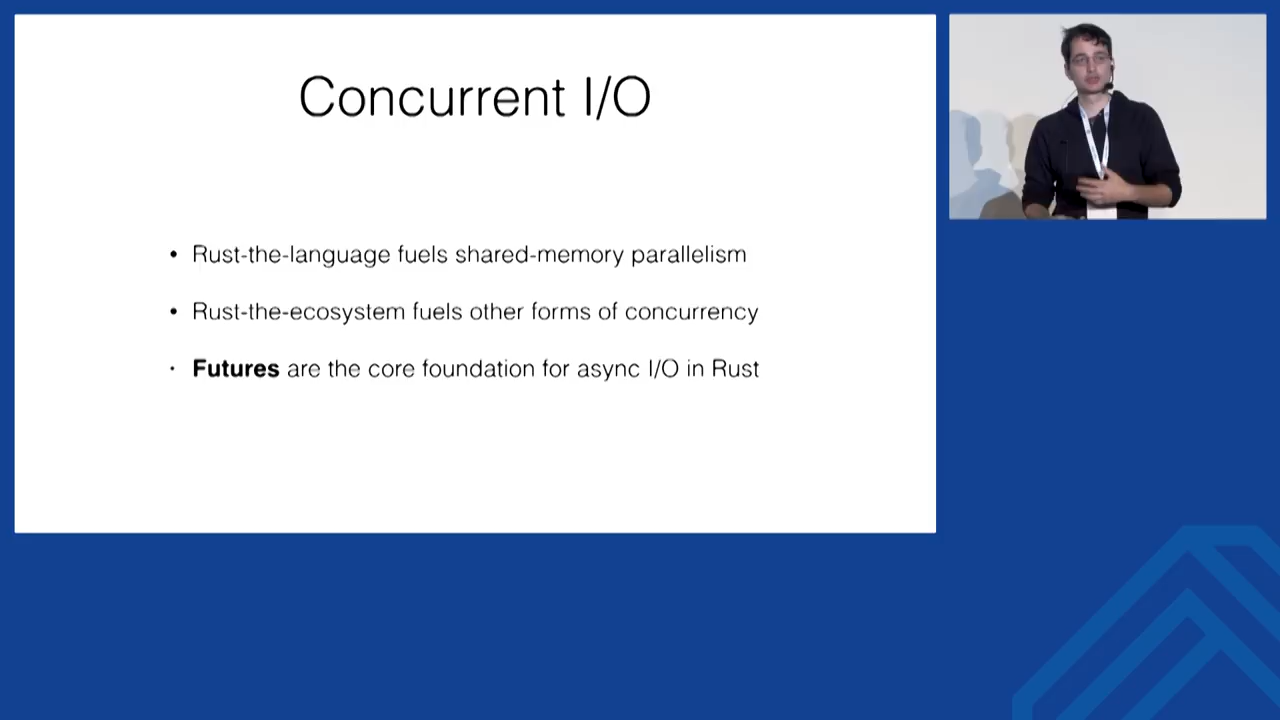 Concurrent I/O
• Rust-the-language fuels shared-memory parallelism
• Rust-the-ecosystem fuels other forms of concurrency
• Futures are the core foundation for async I/O in Rust